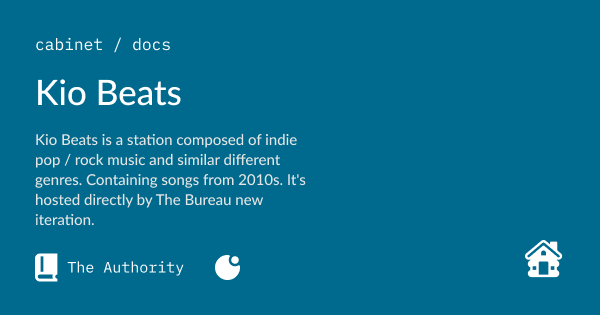 cabinet / docs
Kio Beats
Kio Beats is a station composed of indie
pop / rock music and similar different
genres. Containing songs from 2010s. It's
hosted directly by The Bureau new
iteration.
The Authority